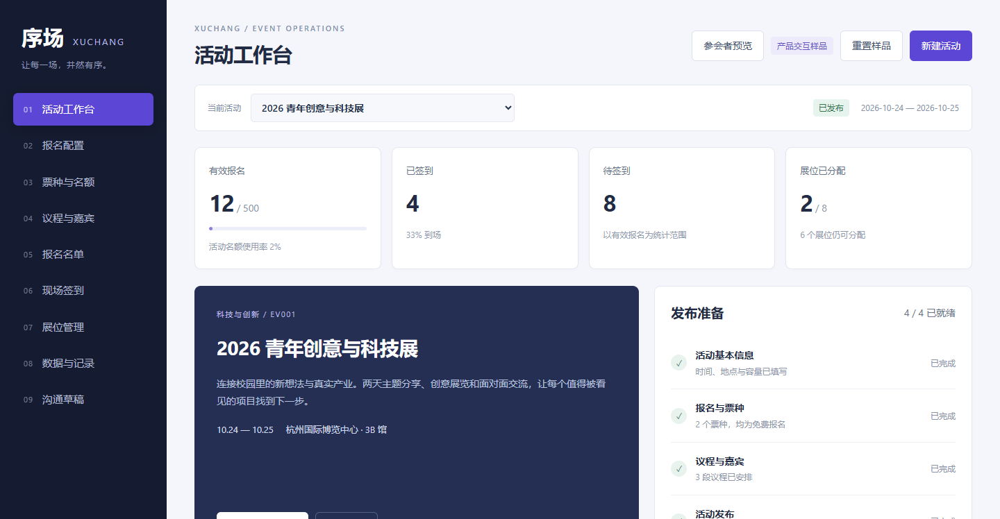 序场 XUCHANG
让每一场，井然有序。
01 活动工作台
02 报名配置
03 票种与名额
04 议程与嘉宾
05 报名名单
06 现场签到
07 展位管理
08 数据与记录
09 沟通草稿
XUCHANG / EVENT OPERATIONS
活动工作台
参会者预览
产品交互样品
重置样品
新建活动
当前活动
2026 青年创意与科技展
已发布
2026-10-24 — 2026-10-25
有效报名
12 / 500
活动名额使用率 2%
已签到
4
33% 到场
待签到
8
以有效报名为统计范围
展位已分配
2 / 8
6 个展位仍可分配
科技与创新 / EV001
2026 青年创意与科技展
连接校园里的新想法与真实产业。两天主题分享、创意展览和面对面交流，让每个值得被看
见的项目找到下一步。
10.24 — 10.25 杭州国际博览中心 · 3B 馆
发布准备
4 / 4 已就绪
✓ 活动基本信息
时间、地点与容量已填写
已完成
✓ 报名与票种
2 个票种，均为免费报名
已完成
✓ 议程与嘉宾
3 段议程已安排
已完成
活动发布